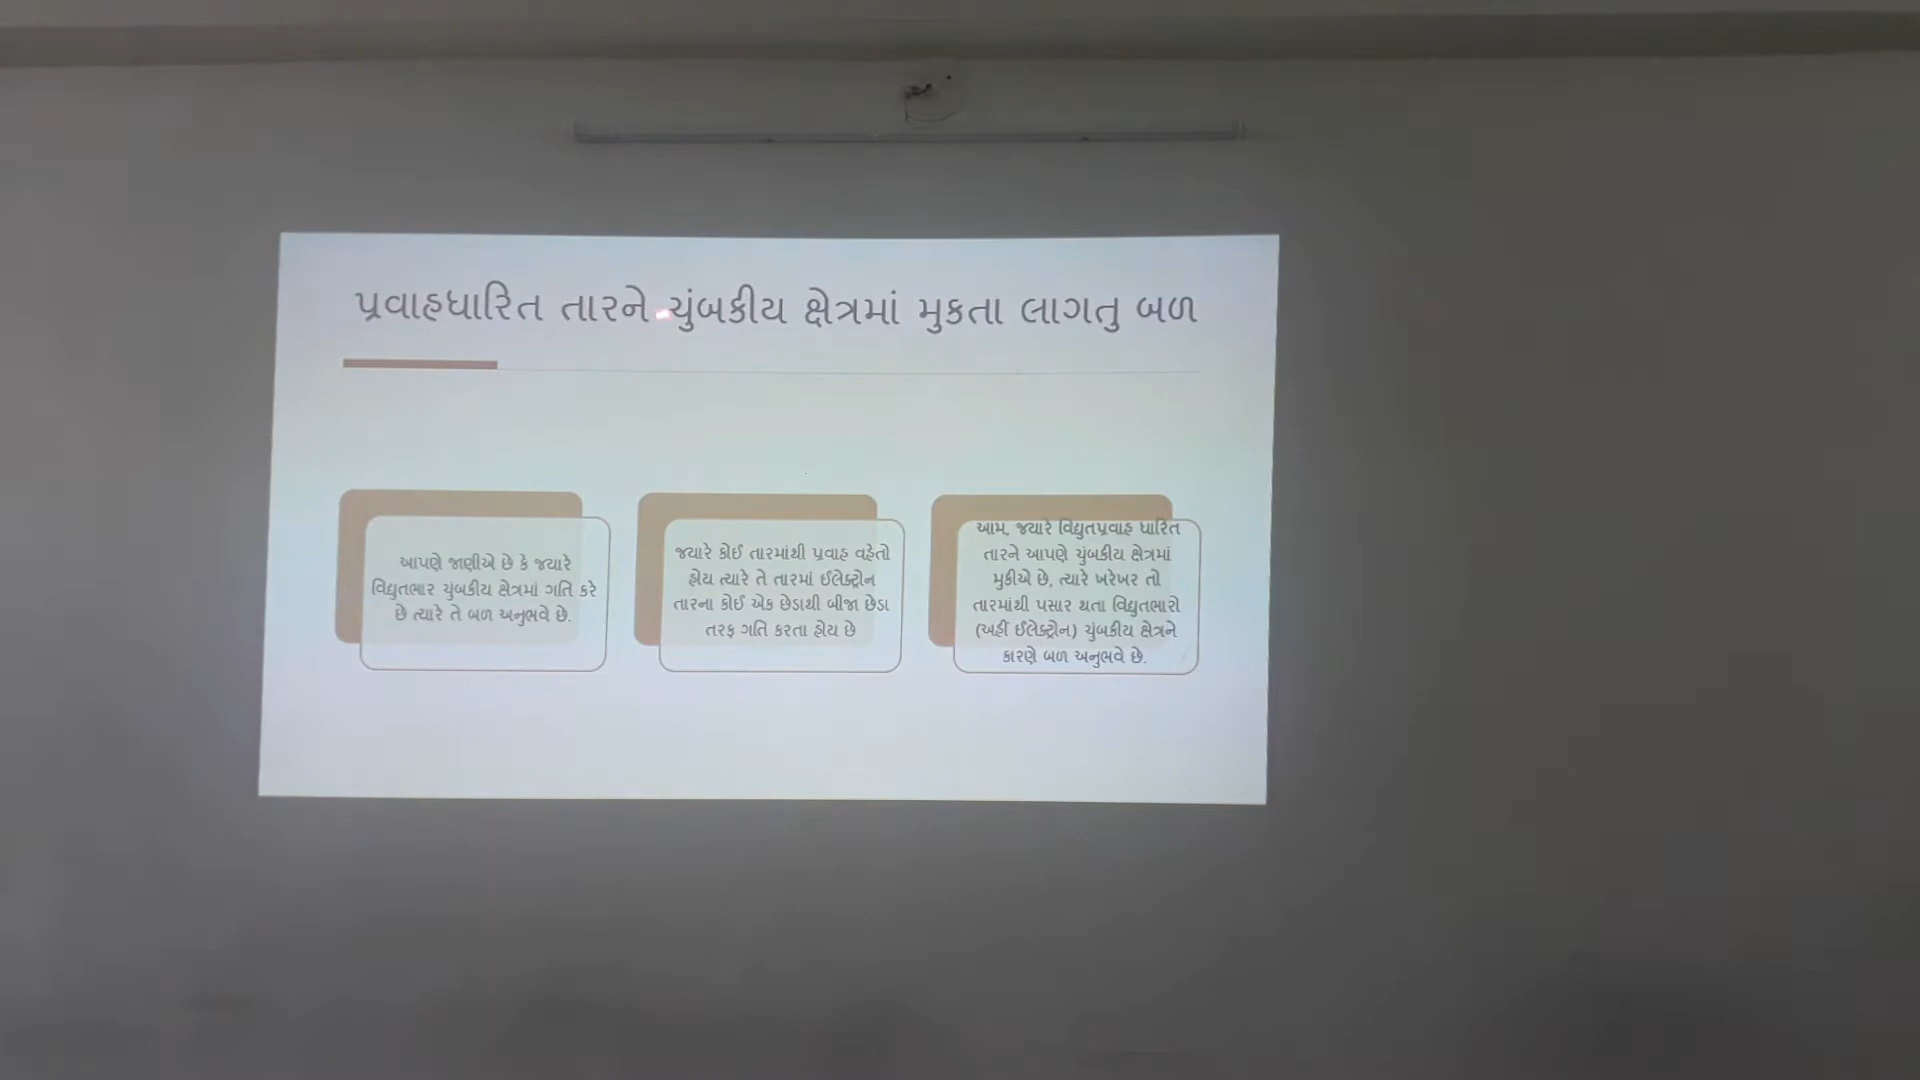 પ્રવાહધારિત તારને ચુંબકીય ક્ષેત્રમાં મુકતા લાગતુ બળ
આપણે જાણીએ છે કે જ્યારે
વિદ્યુતભાર ચુંબકીય ક્ષેત્રમાં ગતિ કરે
છે ત્યારે તે બળ અનુભવે છે.
જ્યારે કોઈ તારમાંથી પ્રવાહ વહેતો
હોય ત્યારે તે તારમાં ઈલેક્ટ્રોન
તારના કોઈ એક છેડાથી બીજા છેડા
તરફ ગતિ કરતા હોય છે
આમ, જ્યારે વિદ્યુતપ્રવાહ ધારિત
તારને આપણે ચુંબકીય ક્ષેત્રમાં
મુકીએ છે, ત્યારે ખરેખર તો
તારમાંથી પસાર થતા વિદ્યુતભારો
(અહીં ઈલેક્ટ્રોન) ચુંબકીય ક્ષેત્રને
કારણે બળ અનુભવે છે.